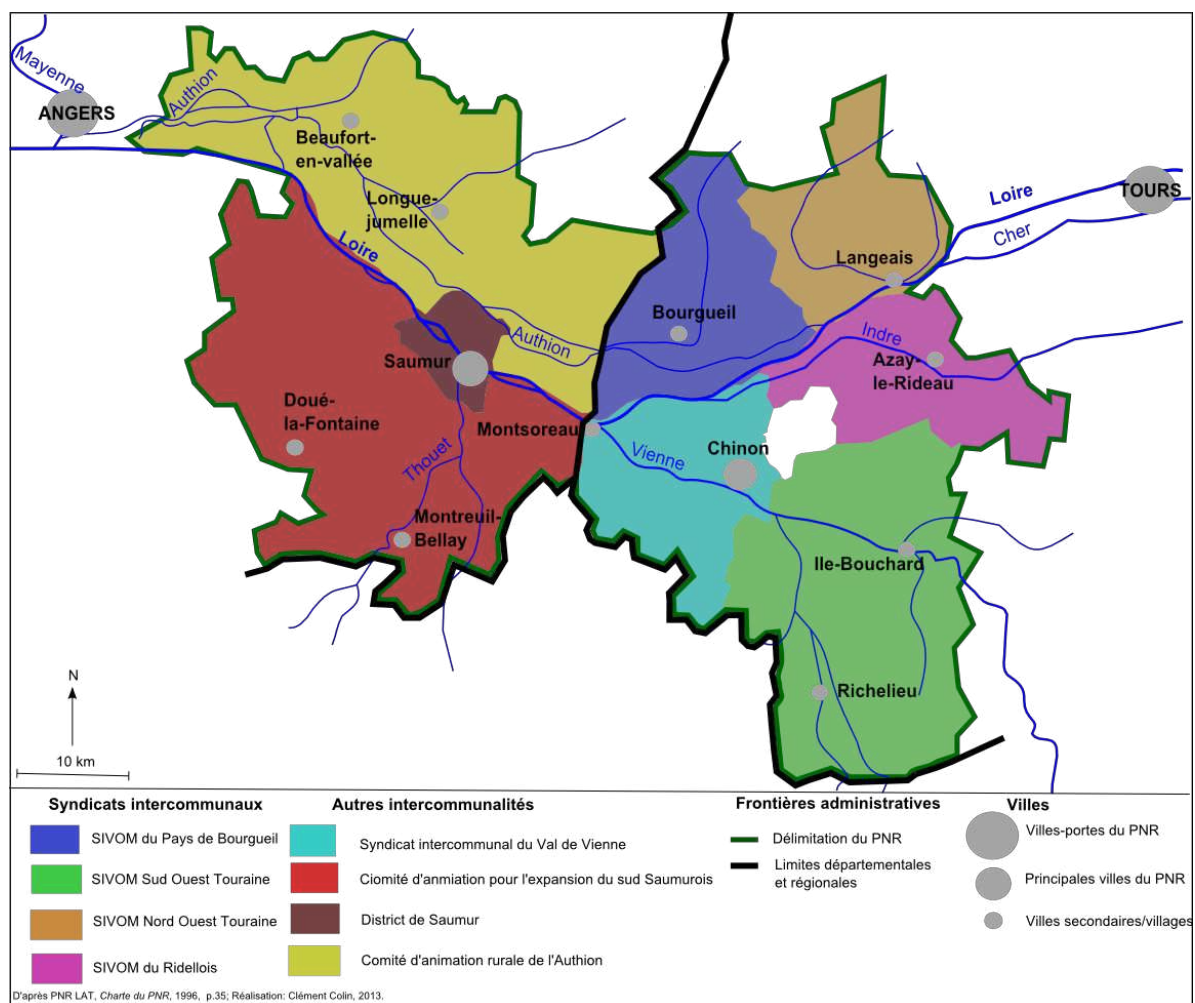 Mayenne
ANGERS
Authion
Beaufort-
en-vallée
Longue-
jumelle
Loire
Loire
TOURS
Cher
Langeais
Bourgueil
Indre
Azay-
le-Rideau
Authion
Saumur
Doué-
la-Fontaine
Montsoreau
Chinon
Vienne
Thouet
Montreuil-
Bellay
Ile-Bouchard
Richelieu
N
10 km
Syndicats intercommunaux
SIVOM du Pays de Bourgueil
SIVOM Sud Ouest Touraine
SIVOM Nord Ouest Touraine
SIVOM du Ridellois
Autres intercommunalités
Syndicat intercommunal du Val de Vienne
Ciomité d'anmiation pour l'expansion du sud Saumurois
District de Saumur
Comité d'animation rurale de l'Authion
Frontières administratives
Délimitation du PNR
Limites départementales
et régionales
Villes
Villes-portes du PNR
Principales villes du PNR
Villes secondaires/villages
D'après PNR LAT, Charte du PNR, 1996, p.35; Réalisation: Clément Colin, 2013.